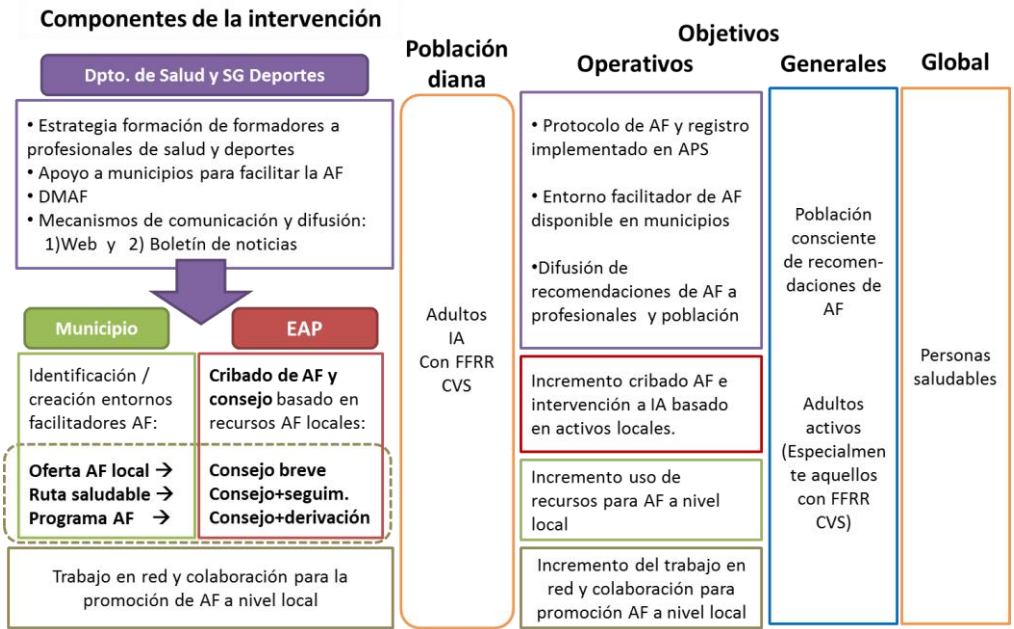 Componentes de la intervención
Dpto. de Salud y SG Deportes
• Estrategia formación de formadores a
profesionales de salud y deportes
• Apoyo a municipios para facilitar la AF
• DMAF
• Mecanismos de comunicación y difusión:
1)Web y 2) Boletín de noticias
Municipio
Identificación /
creación entornos
facilitadores AF:
Oferta AF local →
Ruta saludable →
Programa AF →
EAP
Cribado de AF y
consejo basado en
recursos AF locales:
Consejo breve
Consejo+seguim.
Consejo+derivación
Trabajo en red y colaboración para la
promoción de AF a nivel local
Población
diana
Adultos
IA
Con FFRR
CVS
Objetivos
Operativos
• Protocolo de AF y registro
implementado en APS
• Entorno facilitador de AF
disponible en municipios
•Difusión de
recomendaciones de AF a
profesionales y población
Incremento cribado AF e
intervención a IA basado
en activos locales.
Incremento uso de
recursos para AF a nivel
local
Incremento del trabajo en
red y colaboración para
promoción AF a nivel local
Generales
Población
consciente
de recomen-
daciones de
AF
Adultos
activos
(Especialmen
te aquellos
con FFRR
CVS)
Global
Personas
saludables